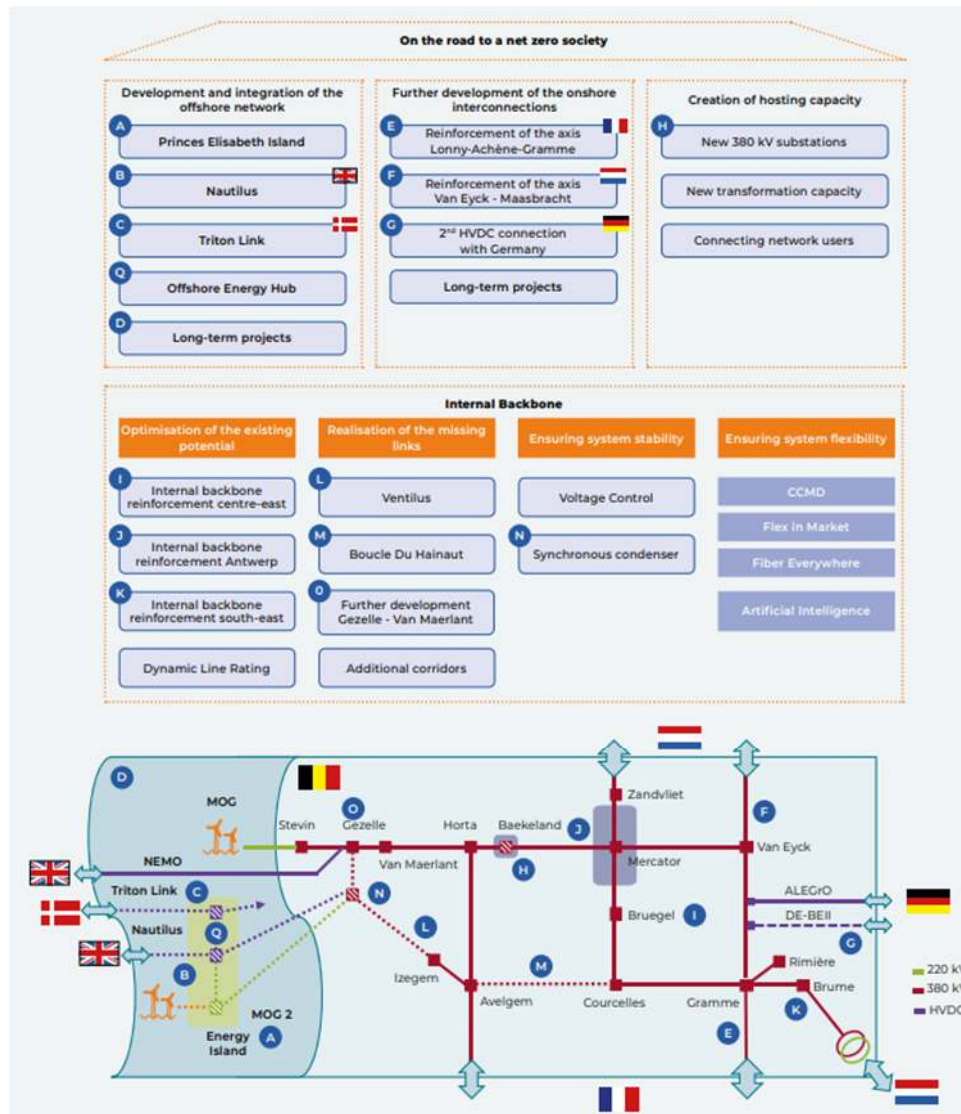 On the road to a net zero society
Development and integration of the
offshore network
A
Princes Elisabeth Island
B
Nautilus
C
Triton Link
Q
Offshore Energy Hub
D
Long-term projects
Further development of the onshore
interconnections
E
Reinforcement of the axis
Lonny-Achène-Gramme
F
Reinforcement of the axis
Van Eyck - Maasbracht
G
2nd HVDC connection
with Germany
Long-term projects
Creation of hosting capacity
H
New 380 kV substations
New transformation capacity
Connecting network users
Internal Backbone
Optimisation of the existing
potential
I
Internal backbone
reinforcement centre-east
J
Internal backbone
reinforcement Antwerp
K
Internal backbone
reinforcement south-east
Dynamic Line Rating
Realisation of the missing
links
L
Ventilus
M
Boucle Du Hainaut
O
Further development
Gezelle - Van Maerlant
Additional corridors
Ensuring system stability
Voltage Control
N
Synchronous condenser
Ensuring system flexibility
CCMD
Flex in Market
Fiber Everywhere
Artificial Intelligence
D
MOG
Stevin
O
Gezelle
Van Maerlant
Horta
Baekeland
H
J
Zandvliet
Mercator
F
Van Eyck
NEMO
Triton Link
C
N
Nautilus
Q
B
L
Bruegel
I
ALEGrO
DE-BEII
G
Izegem
M
Rimière
Avelgem
Courcelles
Gramme
Brume
K
MOG 2
Energy
Island
A
E
220 k
380 k
HVDC